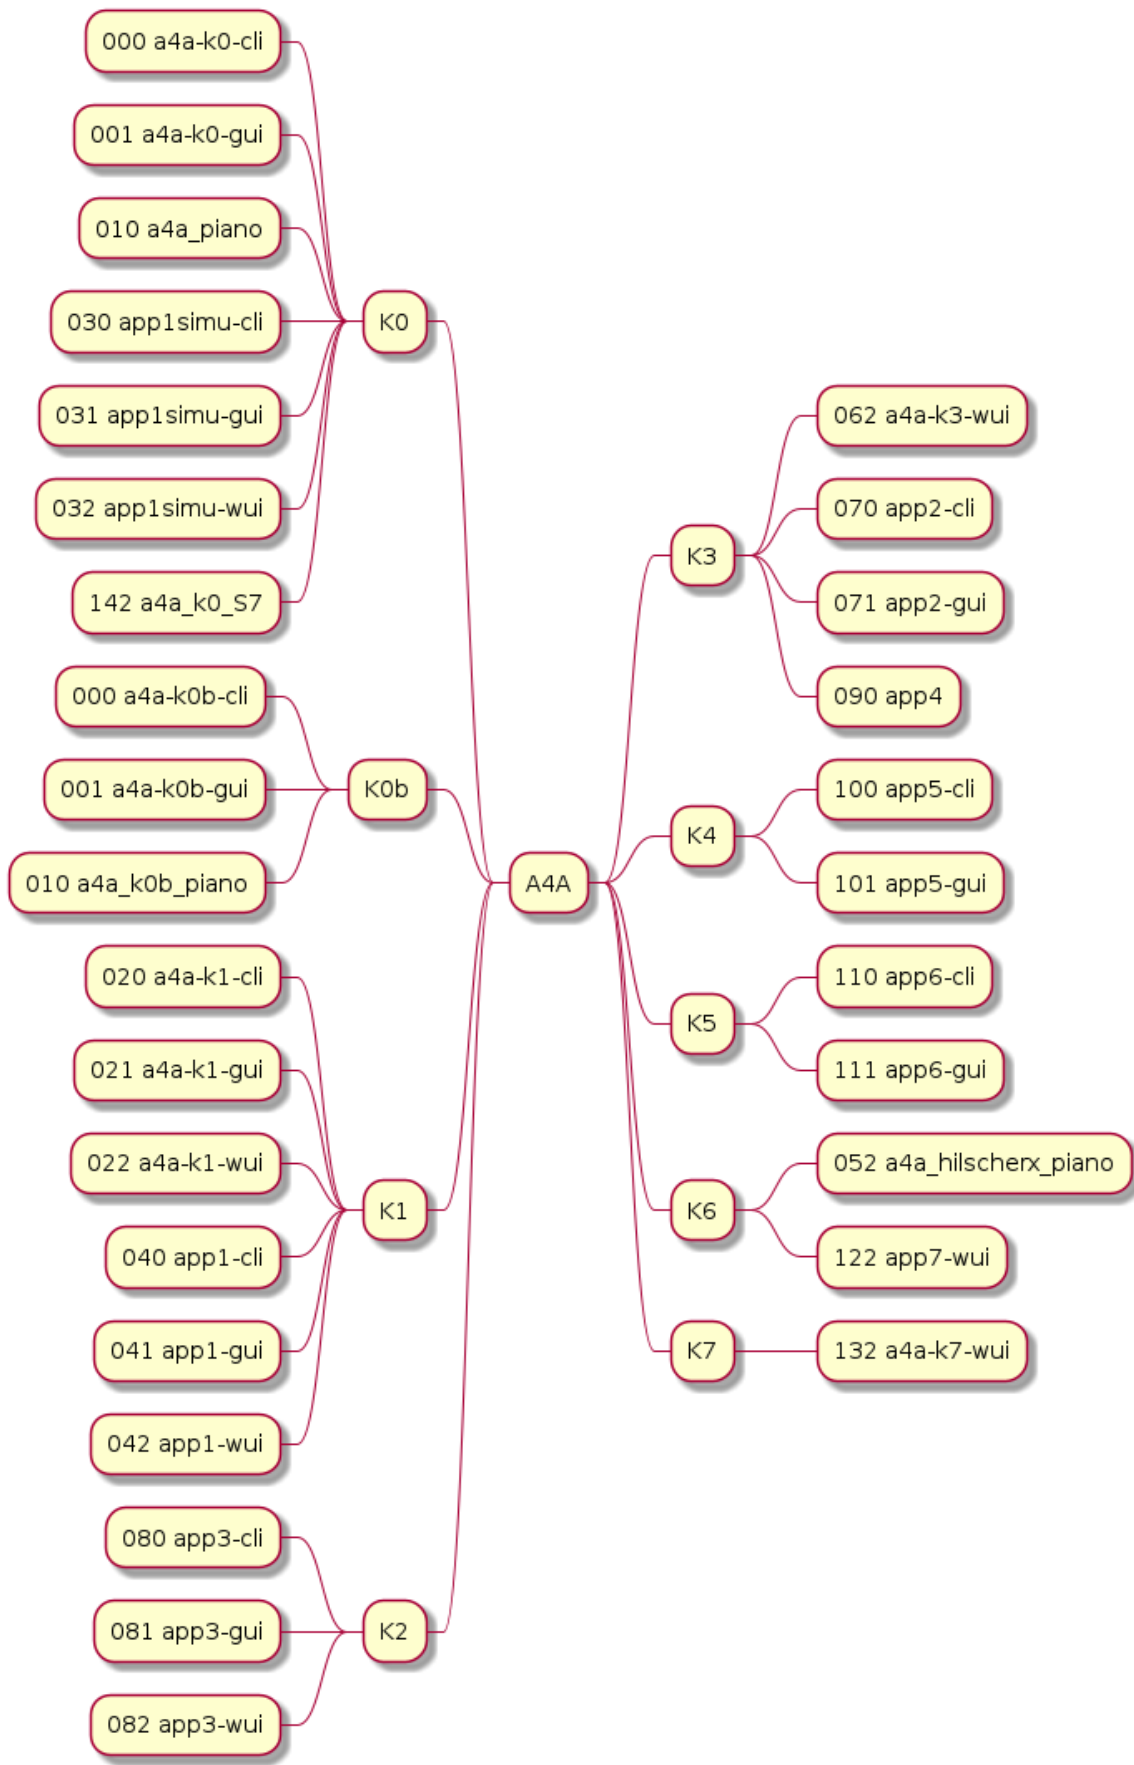 000 a4a-k0-cli
001 a4a-k0-gui
010 a4a_piano
030 app1simu-cli
031 app1simu-gui
032 app1simu-wui
142 a4a_k0_S7
K0
000 a4a-k0b-cli
001 a4a-k0b-gui
010 a4a_k0b_piano
K0b
020 a4a-k1-cli
021 a4a-k1-gui
022 a4a-k1-wui
040 app1-cli
041 app1-gui
042 app1-wui
K1
080 app3-cli
081 app3-gui
082 app3-wui
K2
A4A
K3
062 a4a-k3-wui
070 app2-cli
071 app2-gui
090 app4
K4
100 app5-cli
101 app5-gui
K5
110 app6-cli
111 app6-gui
K6
052 a4a_hilscherx_piano
122 app7-wui
K7
132 a4a-k7-wui